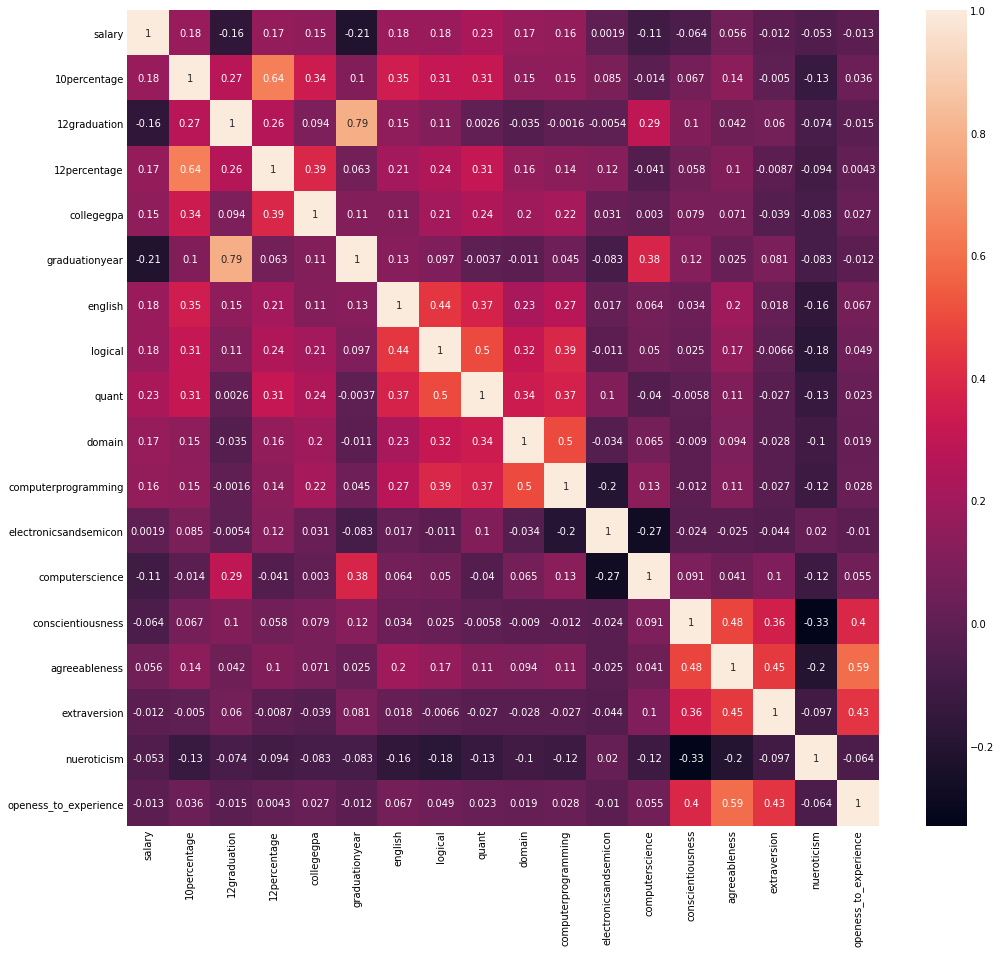 salary 1 0.18 -0.16 0.17 0.15 -0.21 0.18 0.18 0.23 0.17 0.16 0.0019 -0.11 -0.064 0.056 -0.012 -0.053 -0.013
10percentage 0.18 1 0.27 0.64 0.34 0.1 0.35 0.31 0.31 0.15 0.15 0.085 -0.014 0.067 0.14 -0.005 -0.13 0.036
12graduation -0.16 0.27 1 0.26 0.094 0.79 0.15 0.11 0.0026 -0.035 -0.0016 -0.0054 0.29 0.1 0.042 0.06 -0.074 -0.015
12percentage 0.17 0.64 0.26 1 0.39 0.063 0.21 0.24 0.31 0.16 0.14 0.12 -0.041 0.058 0.1 -0.0087 -0.094 0.0043
collegegpa 0.15 0.34 0.094 0.39 1 0.11 0.11 0.21 0.24 0.2 0.22 0.031 0.003 0.079 0.071 -0.039 -0.083 0.027
graduationyear -0.21 0.1 0.79 0.063 0.11 1 0.13 0.097 -0.0037 -0.011 0.045 -0.083 0.38 0.12 0.025 0.081 -0.083 -0.012
english 0.18 0.35 0.15 0.21 0.11 0.13 1 0.44 0.37 0.23 0.27 0.017 0.064 0.034 0.2 0.018 -0.16 0.067
logical 0.18 0.31 0.11 0.24 0.21 0.097 0.44 1 0.5 0.32 0.39 -0.011 0.05 0.025 0.17 -0.0066 -0.18 0.049
quant 0.23 0.31 0.0026 0.31 0.24 -0.0037 0.37 0.5 1 0.34 0.37 0.1 -0.04 -0.0058 0.11 -0.027 -0.13 0.023
domain 0.17 0.15 -0.035 0.16 0.2 -0.011 0.23 0.32 0.34 1 0.5 -0.034 0.065 -0.009 0.094 -0.028 -0.1 0.019
computerprogramming 0.16 0.15 -0.0016 0.14 0.22 0.045 0.27 0.39 0.37 0.5 1 -0.2 0.13 -0.012 0.11 -0.027 -0.12 0.028
electronicsandsemicon 0.0019 0.085 -0.0054 0.12 0.031 -0.083 0.017 -0.011 0.1 -0.034 -0.2 1 -0.27 -0.024 -0.025 -0.044 0.02 -0.01
computerscience -0.11 -0.014 0.29 -0.041 0.003 0.38 0.064 0.05 -0.04 0.065 0.13 -0.27 1 0.091 0.041 0.1 -0.12 0.055
conscientiousness -0.064 0.067 0.1 0.058 0.079 0.12 0.034 0.025 -0.0058 -0.009 -0.012 -0.024 0.091 1 0.48 0.36 -0.33 0.4
agreeableness 0.056 0.14 0.042 0.1 0.071 0.025 0.2 0.17 0.11 0.094 0.11 -0.025 0.041 0.48 1 0.45 -0.2 0.59
extraversion -0.012 -0.005 0.06 -0.0087 -0.039 0.081 0.018 -0.0066 -0.027 -0.028 -0.027 -0.044 0.1 0.36 0.45 1 -0.097 0.43
nueroticism -0.053 -0.13 -0.074 -0.094 -0.083 -0.083 -0.16 -0.18 -0.13 -0.1 -0.12 0.02 -0.12 -0.33 -0.2 -0.097 1 -0.064
openess_to_experience -0.013 0.036 -0.015 0.0043 0.027 -0.012 0.067 0.049 0.023 0.019 0.028 -0.01 0.055 0.4 0.59 0.43 -0.064 1
salary
10percentage
12graduation
12percentage
collegegpa
graduationyear
english
logical
quant
domain
computerprogramming
electronicsandsemicon
computerscience
conscientiousness
agreeableness
extraversion
nueroticism
openess_to_experience
1.0
0.8
0.6
0.4
0.2
0.0
−0.2